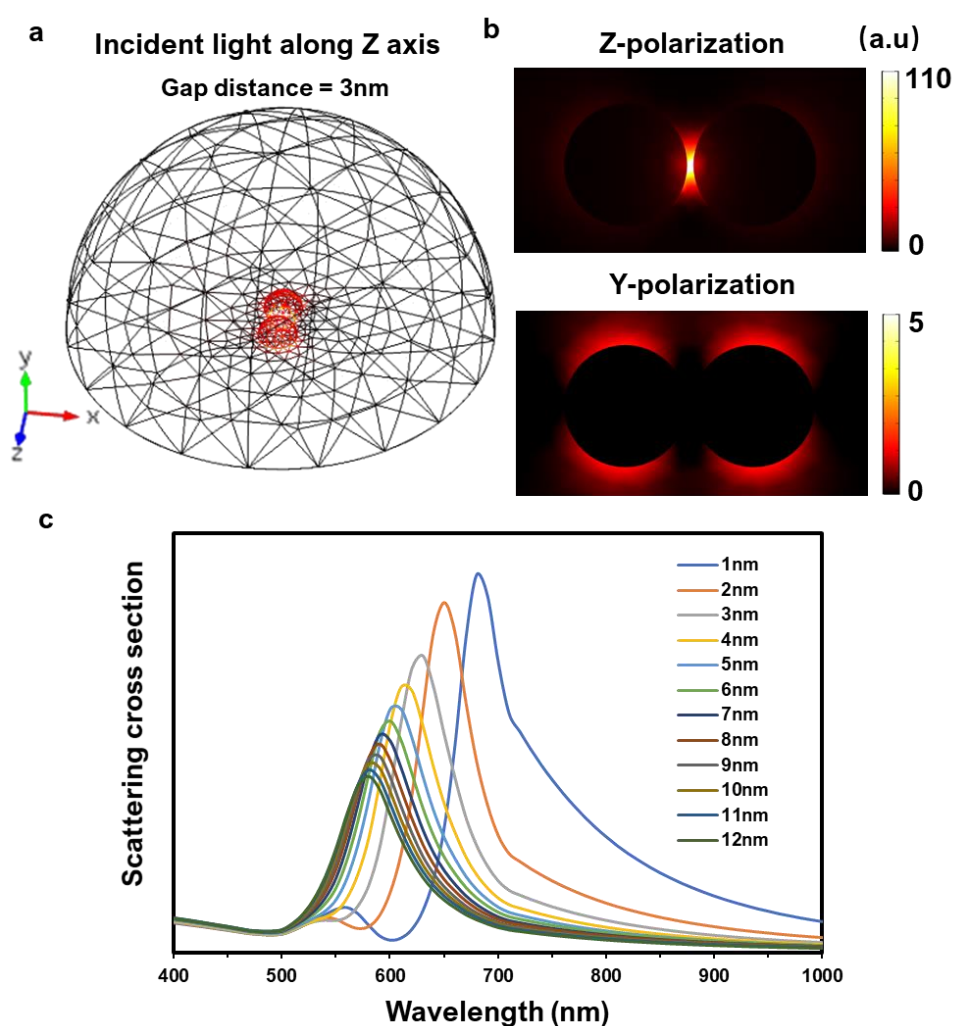 a
Incident light along Z axis
Gap distance = 3nm
y
x
z
b
Z-polarization
(a.u)
110
0
Y-polarization
5
0
c
Scattering cross section
1nm
2nm
3nm
4nm
5nm
6nm
7nm
8nm
9nm
10nm
11nm
12nm
400 500 600 700 800 900 1000
Wavelength (nm)